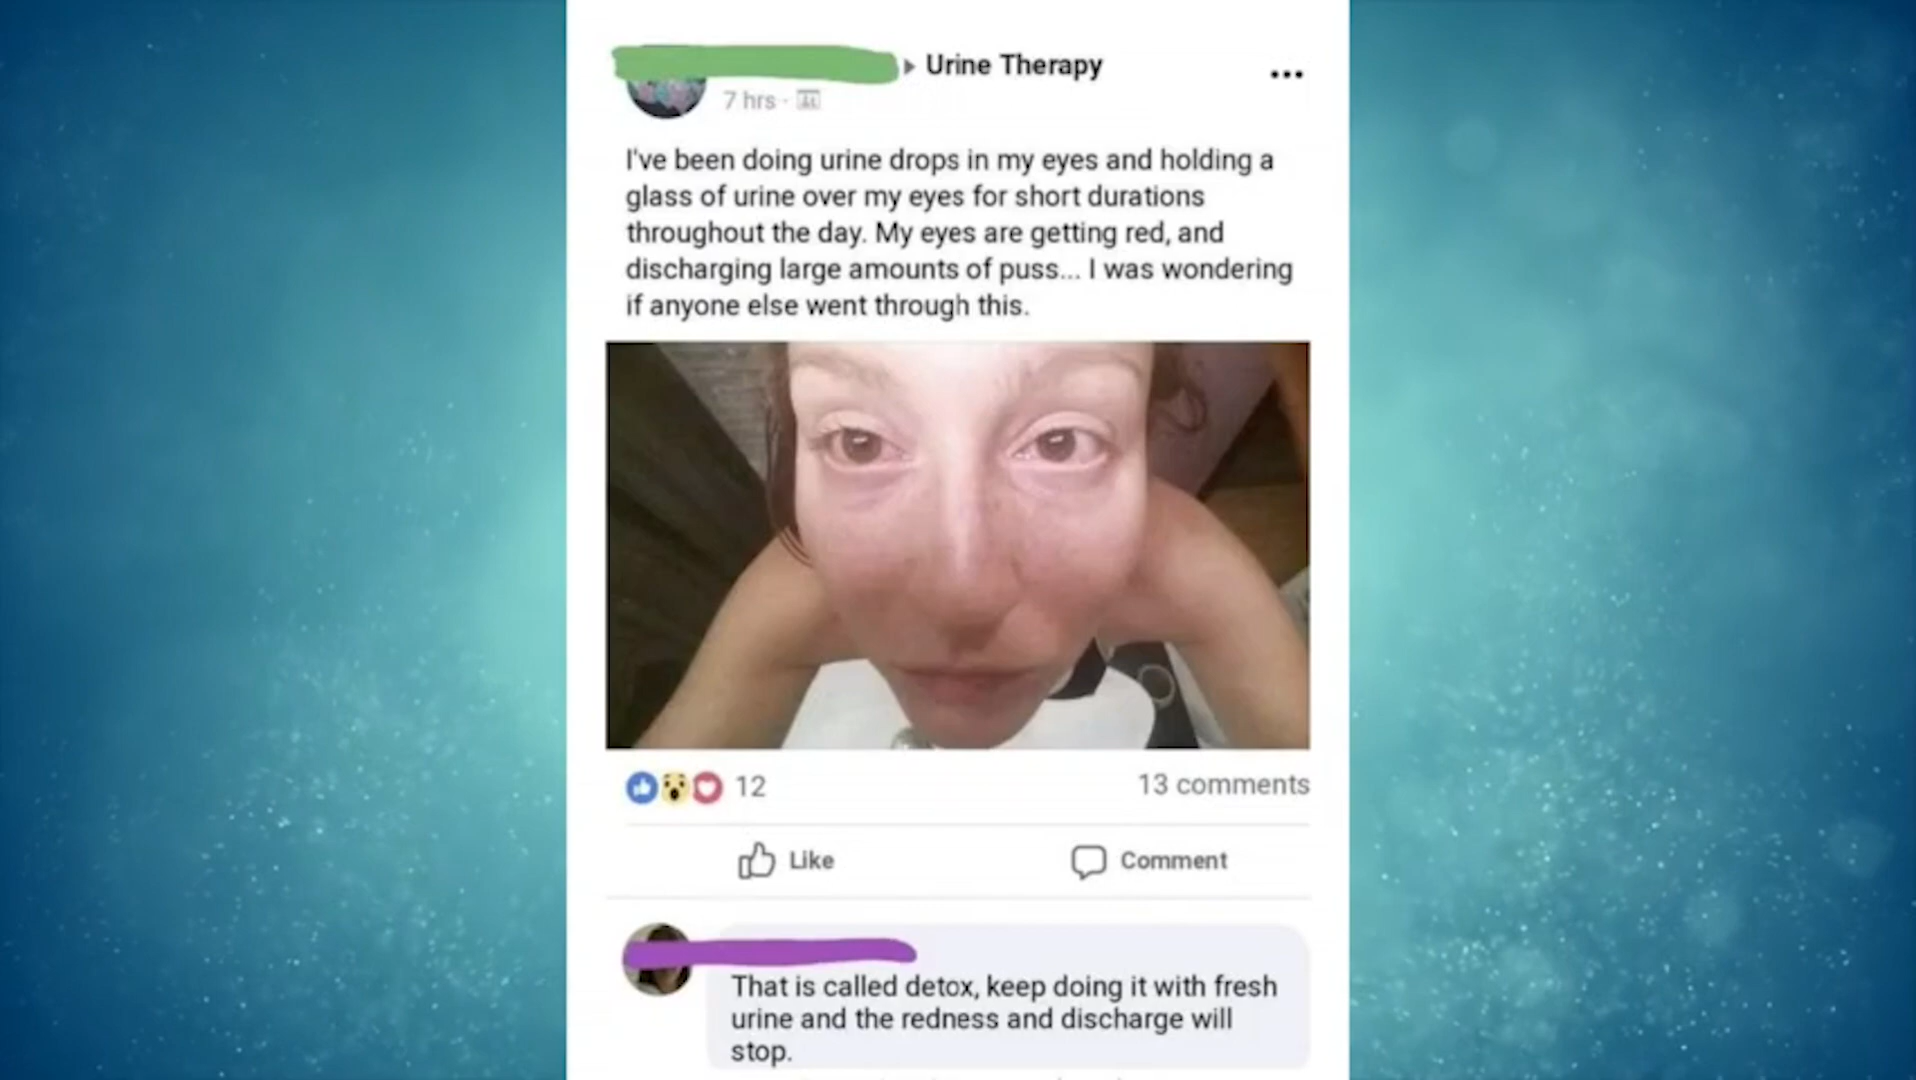 Urine Therapy
7 hrs ·
I've been doing urine drops in my eyes and holding a
glass of urine over my eyes for short durations
throughout the day. My eyes are getting red, and
discharging large amounts of puss... I was wondering
if anyone else went through this.
12
13 comments
Like
Comment
That is called detox, keep doing it with fresh
urine and the redness and discharge will
stop.